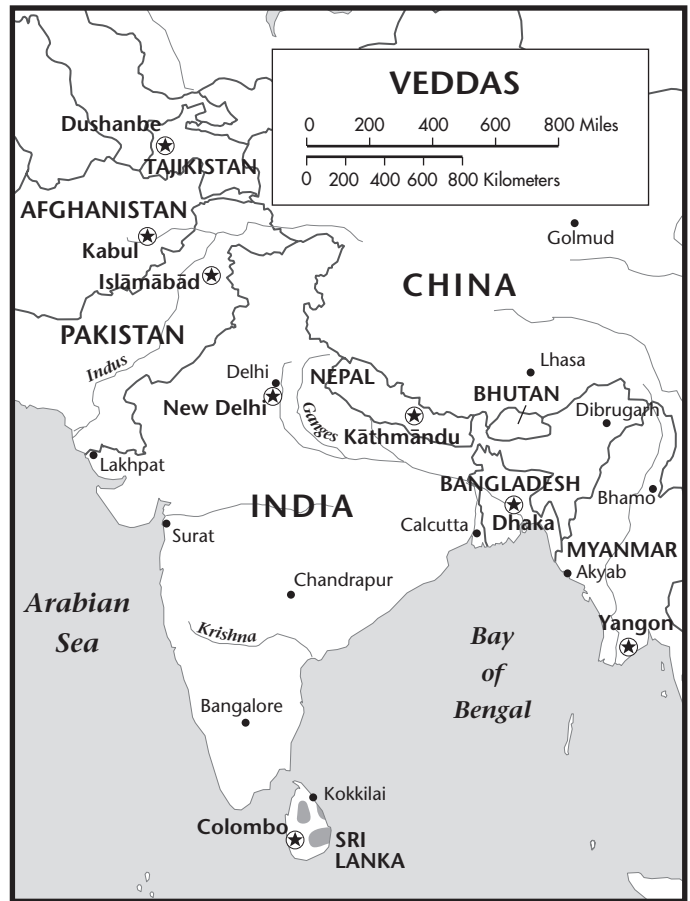 VEDDAS
0 200 400 600 800 Miles
0 200 400 600 800 Kilometers
Dushanbe
TAJIKISTAN
AFGHANISTAN
Kabul
Islāmābād
Golmud
CHINA
PAKISTAN
Indus
Delhi
New Delhi
NEPAL
Ganges
Kāthmāndu
Lhasa
BHUTAN
Dibrugarh
Lakhpat
BANGLADESH
Bhamo
INDIA
Dhaka
Calcutta
Surat
MYANMAR
Akyab
Chandrapur
Arabian
Sea
Krishna
Yangon
Bay
of
Bengal
Bangalore
Kokkilai
Colombo
SRI
LANKA